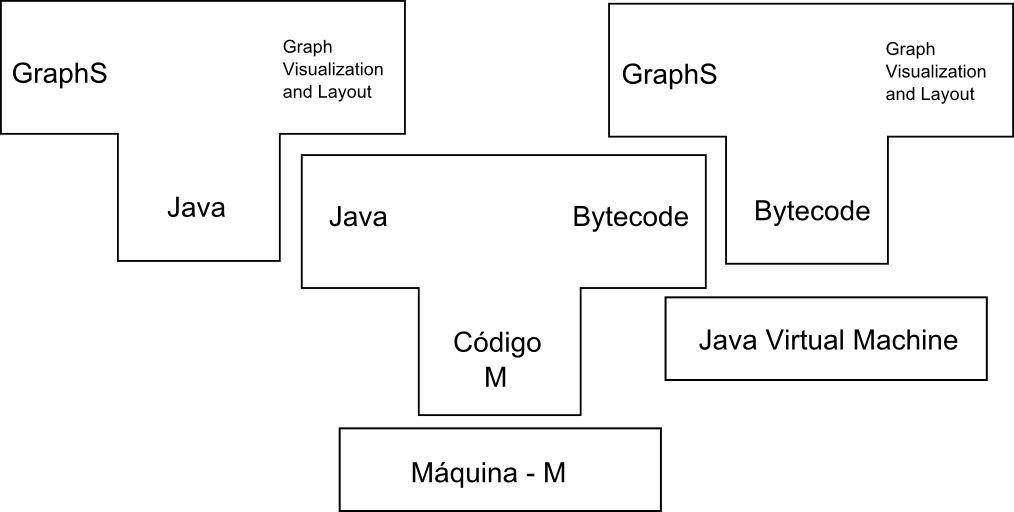 GraphS
Graph
Visualization
and Layout
Java
GraphS
Graph
Visualization
and Layout
Bytecode
Java
Bytecode
Código
M
Java Virtual Machine
Máquina - M